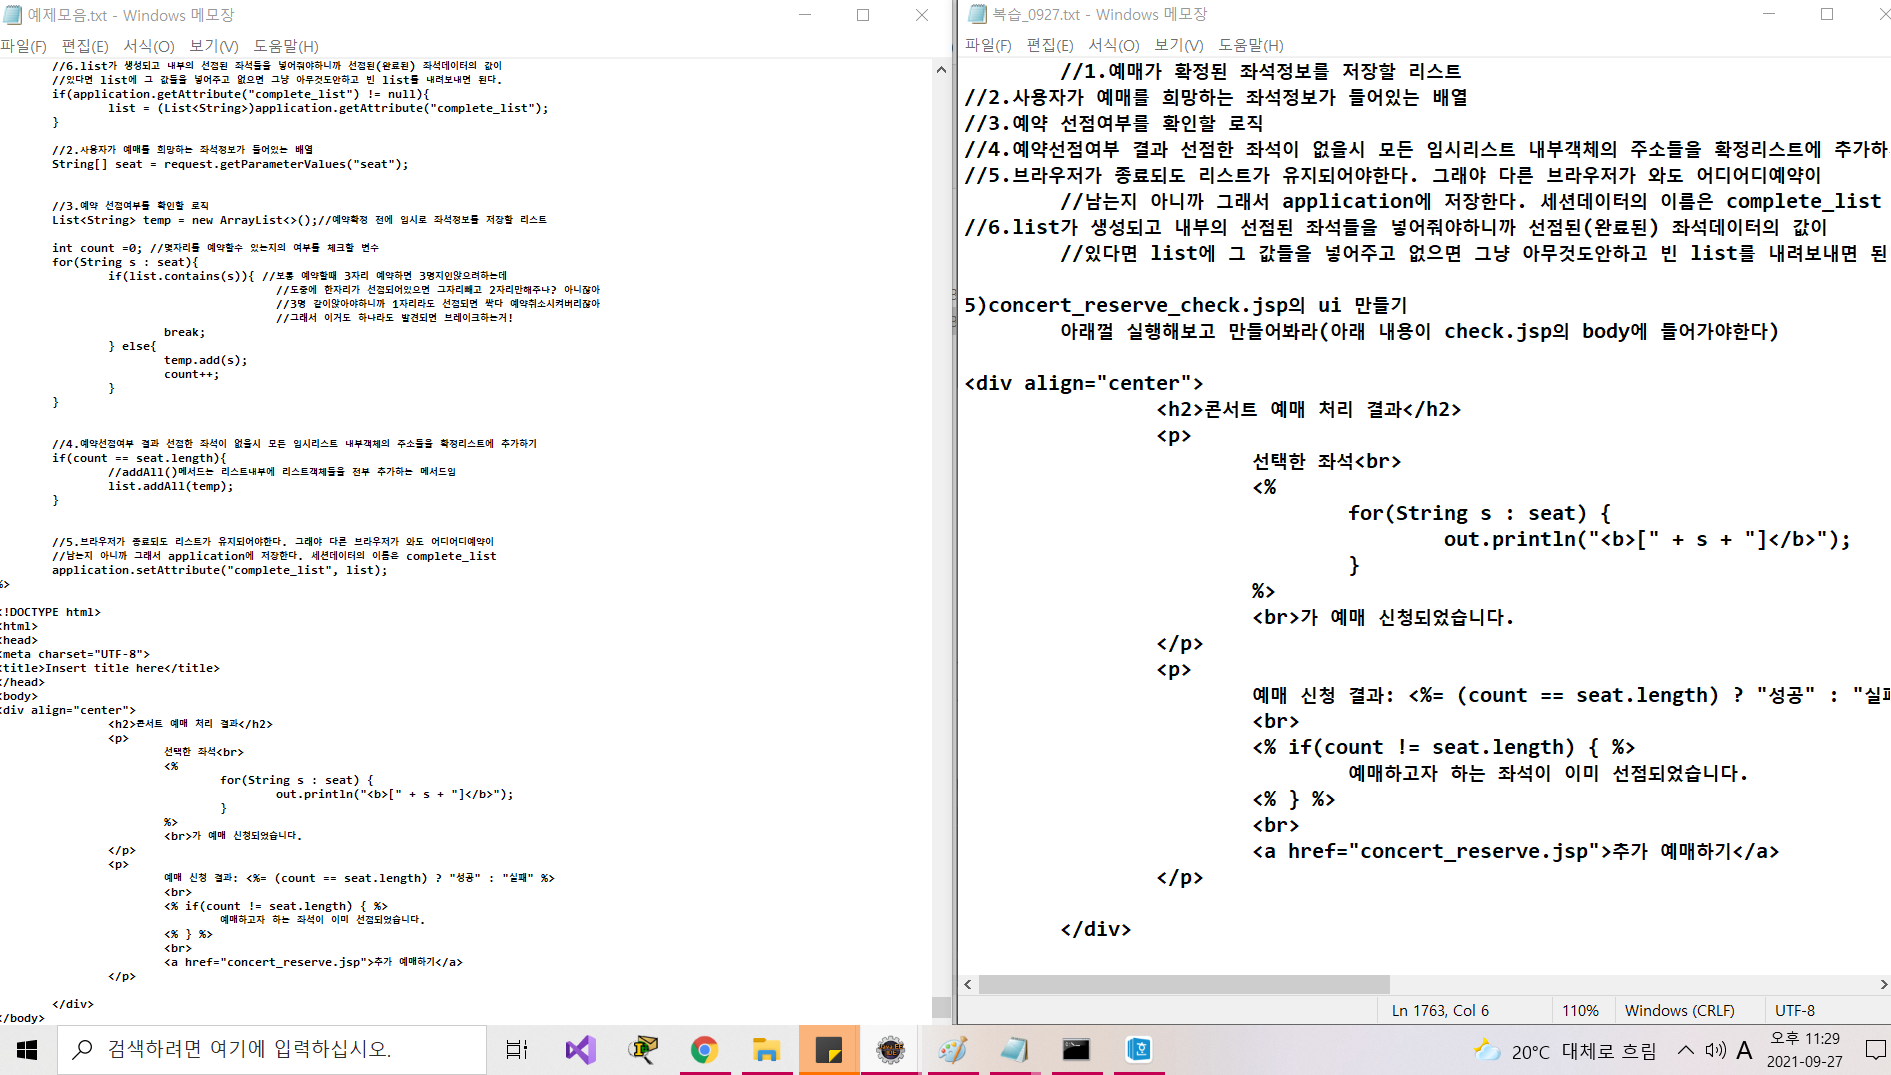 예제모음.txt - Windows 메모장
파일(F) 편집(E) 서식(O) 보기(V) 도움말(H)
//6.list가 생성되고 내부의 선점된 좌석들을 넣어줘야하니까 선점된(완료된) 좌석데이터의 값이
//있다면 list에 그 값들을 넣어주고 없으면 그냥 아무것도안하고 빈 list를 내려보내면 된다.
if(application.getAttribute("complete_list") != null){
list = (List<String>)application.getAttribute("complete_list");
}
//2.사용자가 예매를 희망하는 좌석정보가 들어있는 배열
String[] seat = request.getParameterValues("seat");
//3.예약 선점여부를 확인할 로직
List<String> temp = new ArrayList<>();//예약확정 전에 임시로 좌석정보를 저장할 리스트
int count =0; //몇자리를 예약할수 있는지의 여부를 체크할 변수
for(String s : seat){
if(list.contains(s)){ //보통 예약할때 3자리 예약하면 3명지인앉으려하는데
//도중에 한자리가 선점되어있으면 그자리빼고 2자리만해주나? 아니잖아
//3명 같이앉아야하니까 1자리라도 선점되면 싹다 예약취소시켜버리잖아
//그래서 이거도 하나라도 발견되면 브레이크하는거!
break;
} else{
temp.add(s);
count++;
}
}
//4.예약선점여부 결과 선점한 좌석이 없을시 모든 임시리스트 내부객체의 주소들을 확정리스트에 추가하기
if(count == seat.length){
//addAll()메서드는 리스트내부에 리스트객체들을 전부 추가하는 메서드임
list.addAll(temp);
}
//5.브라우저가 종료되도 리스트가 유지되어야한다. 그래야 다른 브라우저가 와도 어디어디예약이
//남는지 아니까 그래서 application에 저장한다. 세션데이터의 이름은 complete_list
application.setAttribute("complete_list", list);
%>
<!DOCTYPE html>
<html>
<head>
<meta charset="UTF-8">
<title>Insert title here</title>
</head>
<body>
<div align="center">
<h2>콘서트 예매 처리 결과</h2>
<p>
선택한 좌석<br>
<%
for(String s : seat) {
out.println("<b>[" + s + "]</b>");
}
%>
<br>가 예매 신청되었습니다.
</p>
<p>
예매 신청 결과: <%= (count == seat.length) ? "성공" : "실패" %>
<br>
<% if(count != seat.length) { %>
예매하고자 하는 좌석이 이미 선점되었습니다.
<% } %>
<br>
<a href="concert_reserve.jsp">추가 예매하기</a>
</p>
</div>
</body>
복습_0927.txt - Windows 메모장
파일(F) 편집(E) 서식(O) 보기(V) 도움말(H)
//1.예매가 확정된 좌석정보를 저장할 리스트
//2.사용자가 예매를 희망하는 좌석정보가 들어있는 배열
//3.예약 선점여부를 확인할 로직
//4.예약선점여부 결과 선점한 좌석이 없을시 모든 임시리스트 내부객체의 주소들을 확정리스트에 추가하
//5.브라우저가 종료되도 리스트가 유지되어야한다. 그래야 다른 브라우저가 와도 어디어디예약이
//남는지 아니까 그래서 application에 저장한다. 세션데이터의 이름은 complete_list
//6.list가 생성되고 내부의 선점된 좌석들을 넣어줘야하니까 선점된(완료된) 좌석데이터의 값이
//있다면 list에 그 값들을 넣어주고 없으면 그냥 아무것도안하고 빈 list를 내려보내면 된
5)concert_reserve_check.jsp의 ui 만들기
아래껄 실행해보고 만들어봐라(아래 내용이 check.jsp의 body에 들어가야한다)
<div align="center">
<h2>콘서트 예매 처리 결과</h2>
<p>
선택한 좌석<br>
<%
for(String s : seat) {
out.println("<b>[" + s + "]</b>");
}
%>
<br>가 예매 신청되었습니다.
</p>
<p>
예매 신청 결과: <%= (count == seat.length) ? "성공" : "실패
<br>
<% if(count != seat.length) { %>
예매하고자 하는 좌석이 이미 선점되었습니다.
<% } %>
<br>
<a href="concert_reserve.jsp">추가 예매하기</a>
</p>
</div>
Ln 1763, Col 6 110% Windows (CRLF) UTF-8
검색하려면 여기에 입력하십시오.
20°C 대체로 흐림 A 오후 11:29
2021-09-27